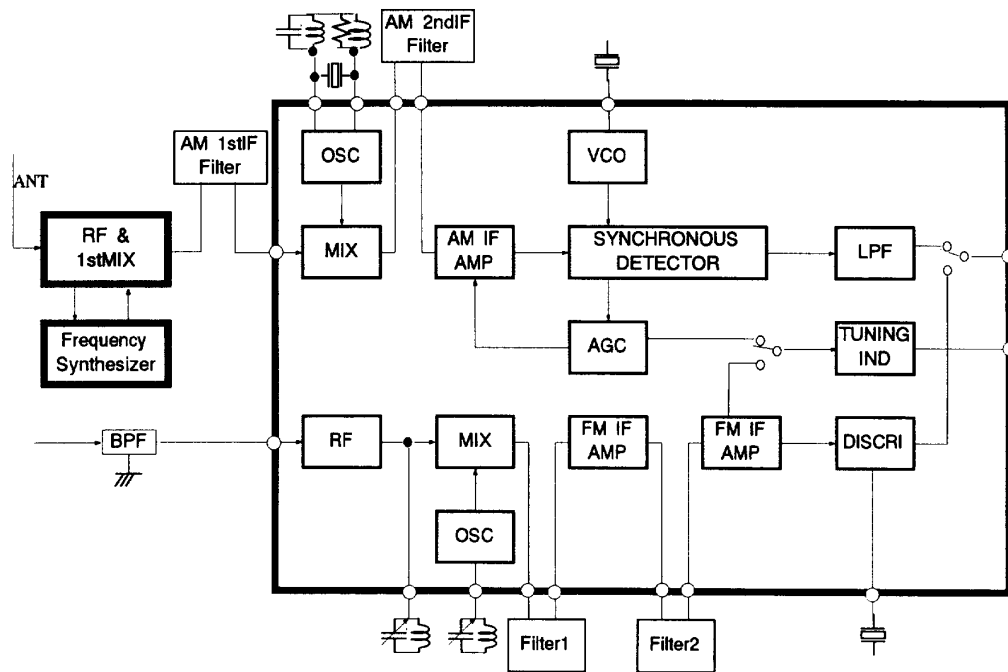 AM 2ndIF
Filter
AM 1stIF
Filter
OSC
VCO
ANT
RF &
1stMIX
MIX
AM IF
AMP
SYNCHRONOUS
DETECTOR
LPF
Frequency
Synthesizer
AGC
TUNING
IND
BPF
RF
MIX
FM IF
AMP
FM IF
AMP
DISCRI
OSC
Filter1
Filter2